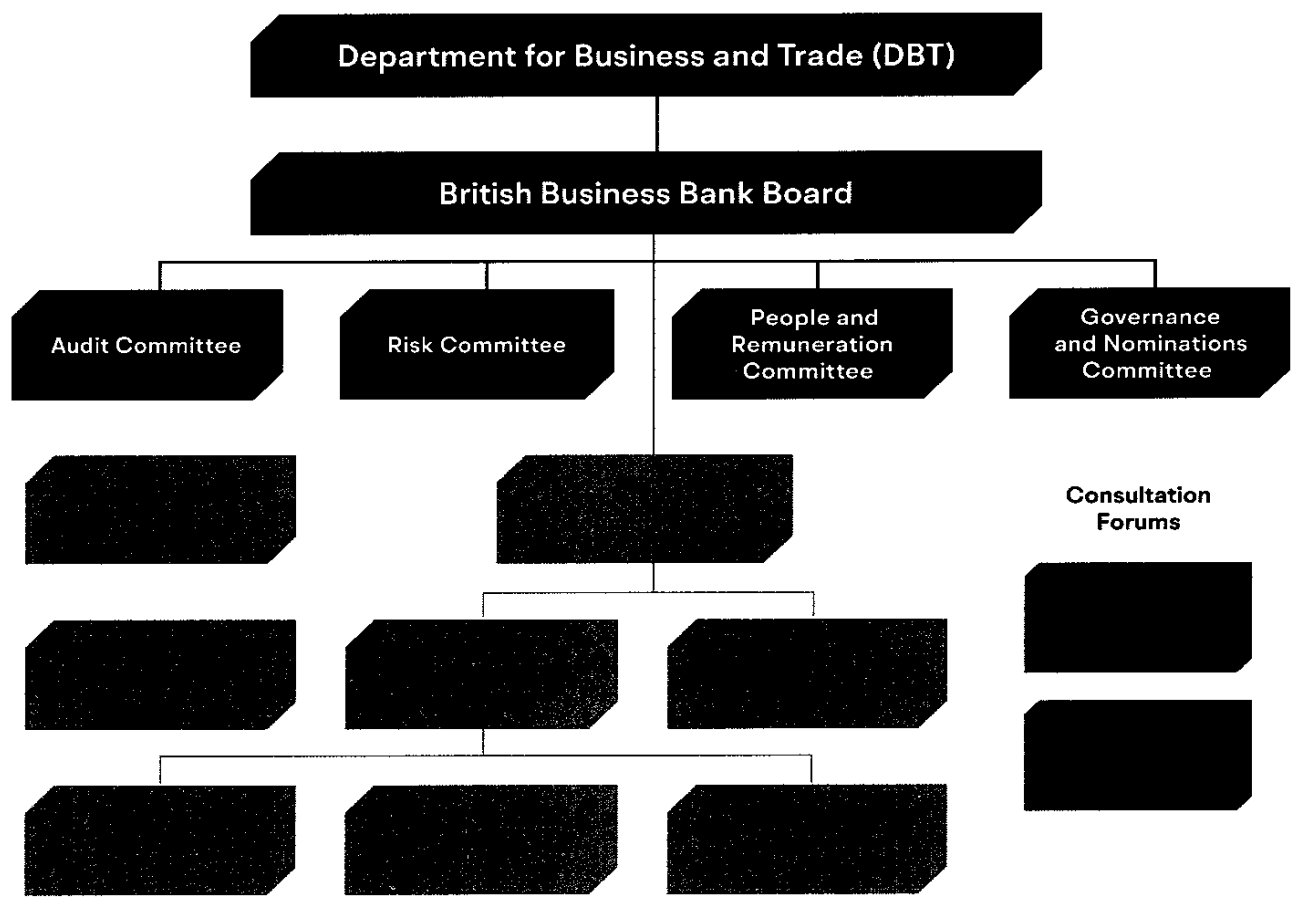 Department for Business and Trade (DBT)
British Business Bank Board
Audit Committee
Risk Committee
People and
Remuneration
Committee
Governance
and Nominations
Committee
Consultation
Forums